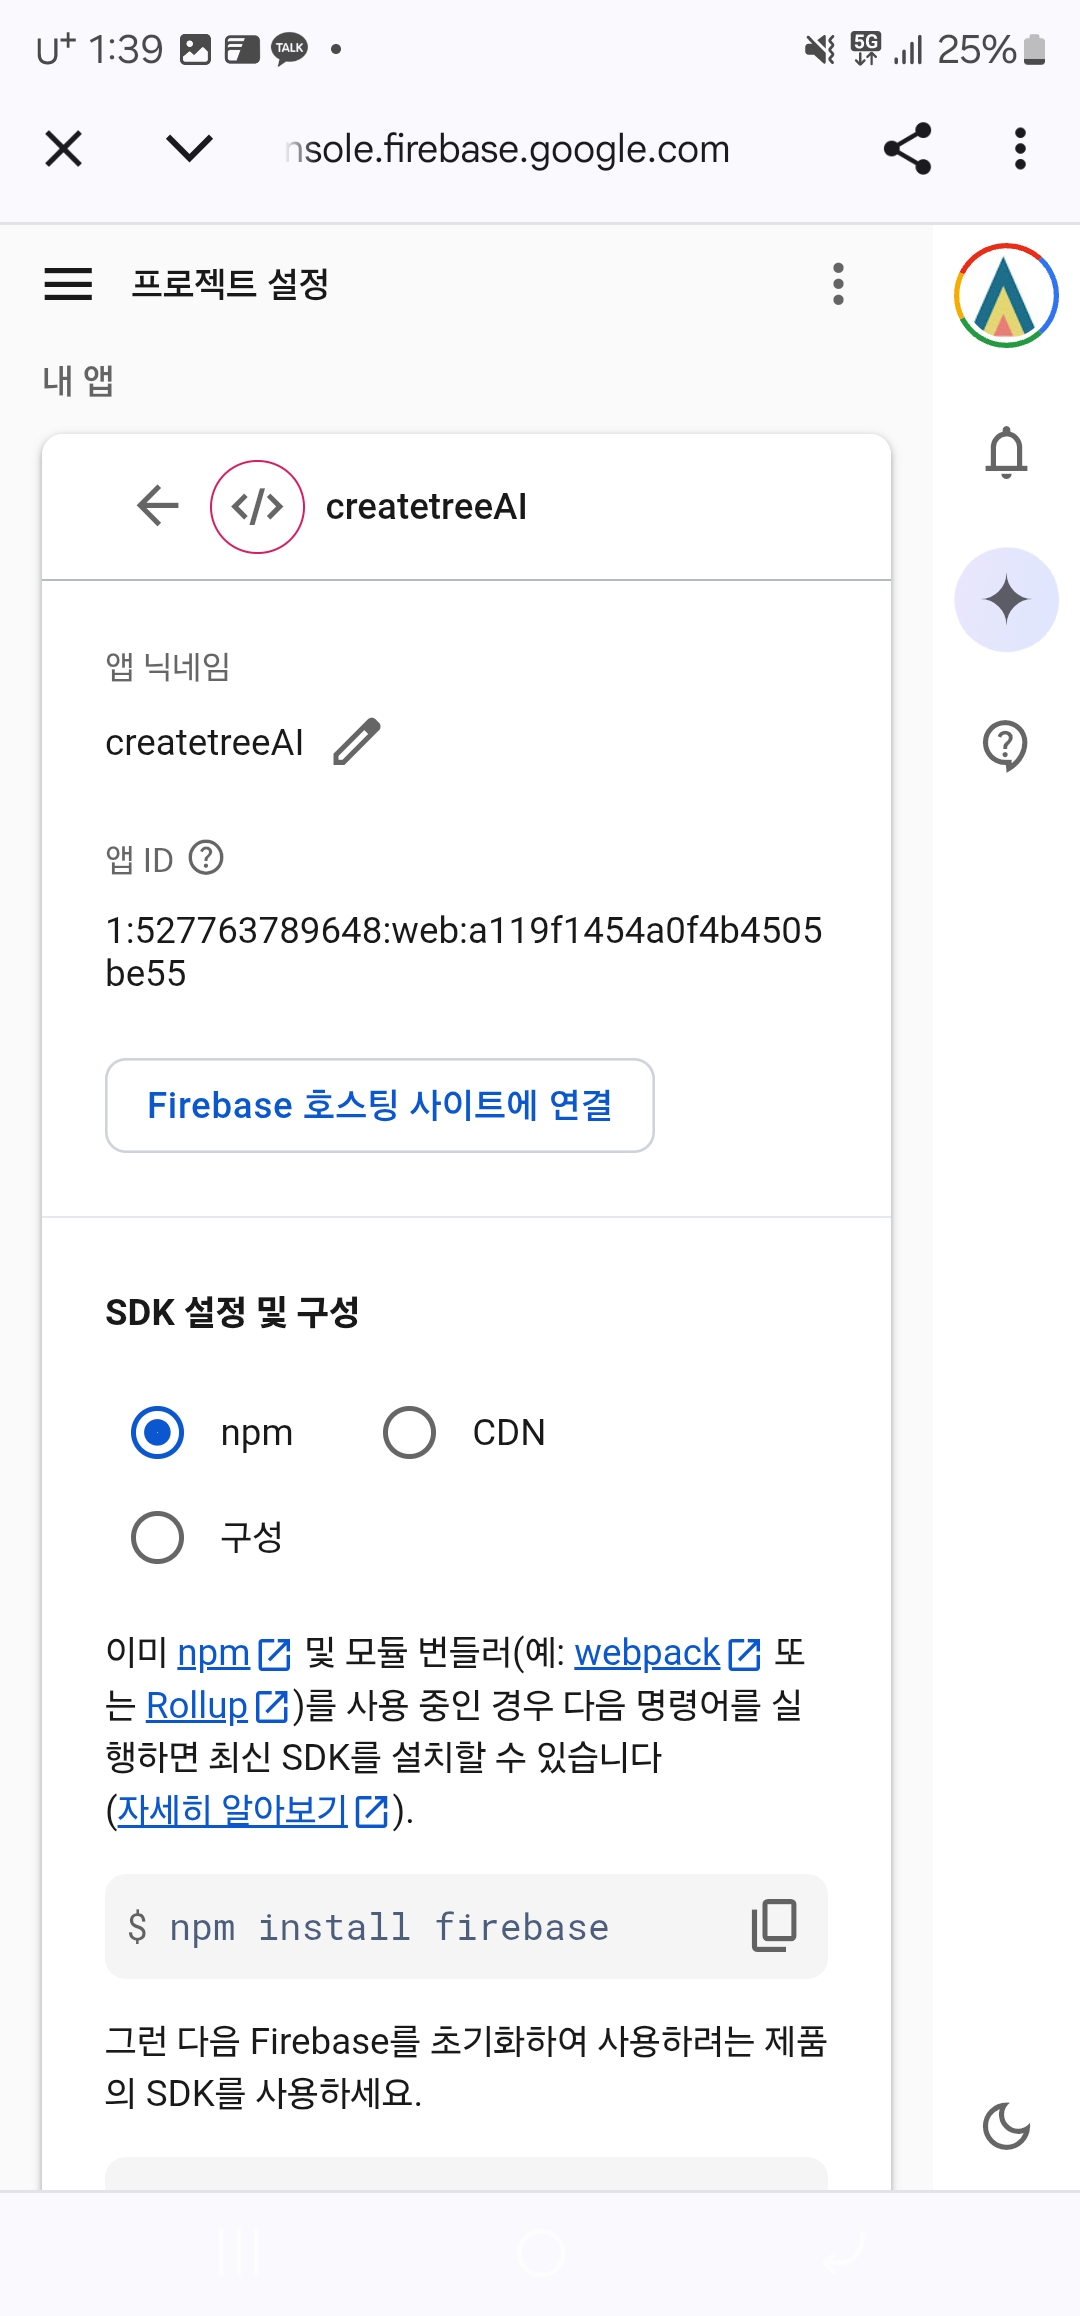 U+ 1:39 TALK 5G 25%
nsole.firebase.google.com
프로젝트 설정
내 앱
</> createtreeAI
앱 닉네임
createtreeAI
앱 ID
1:527763789648:web:a119f1454a0f4b4505
be55
Firebase 호스팅 사이트에 연결
SDK 설정 및 구성
npm CDN
구성
이미 npm 및 모듈 번들러(예: webpack 또
는 Rollup)를 사용 중인 경우 다음 명령어를 실
행하면 최신 SDK를 설치할 수 있습니다
(자세히 알아보기).
$ npm install firebase
그런 다음 Firebase를 초기화하여 사용하려는 제품
의 SDK를 사용하세요.